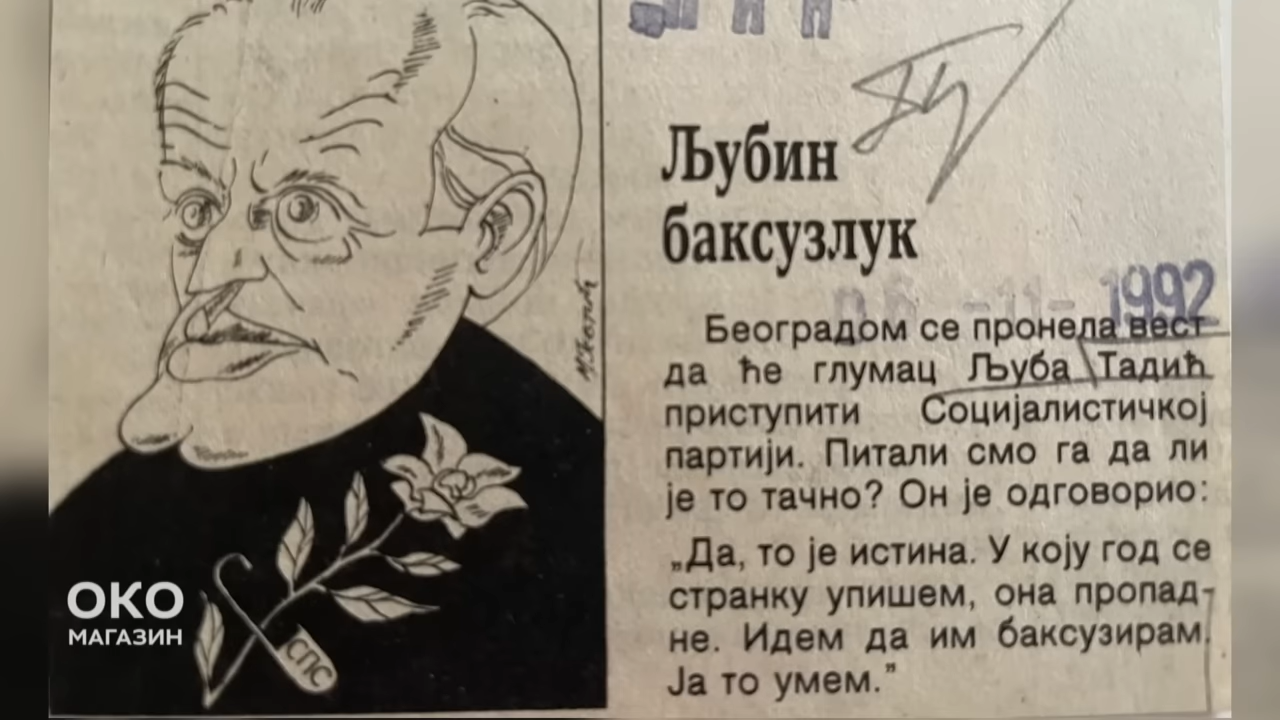 Љубин
баксузлук
-11- 1992
Београдом се пронела вест
да ће глумац Љуба Тадић
приступити Социјалистичкој
партији. Питали смо га да ли
је то тачно? Он је одговорио:
„Да, то је истина. У коју год се
странку упишем, она пропад-
не. Идем да им баксузирам.
Ја то умем.”
СПС
ОКО
МАГАЗИН